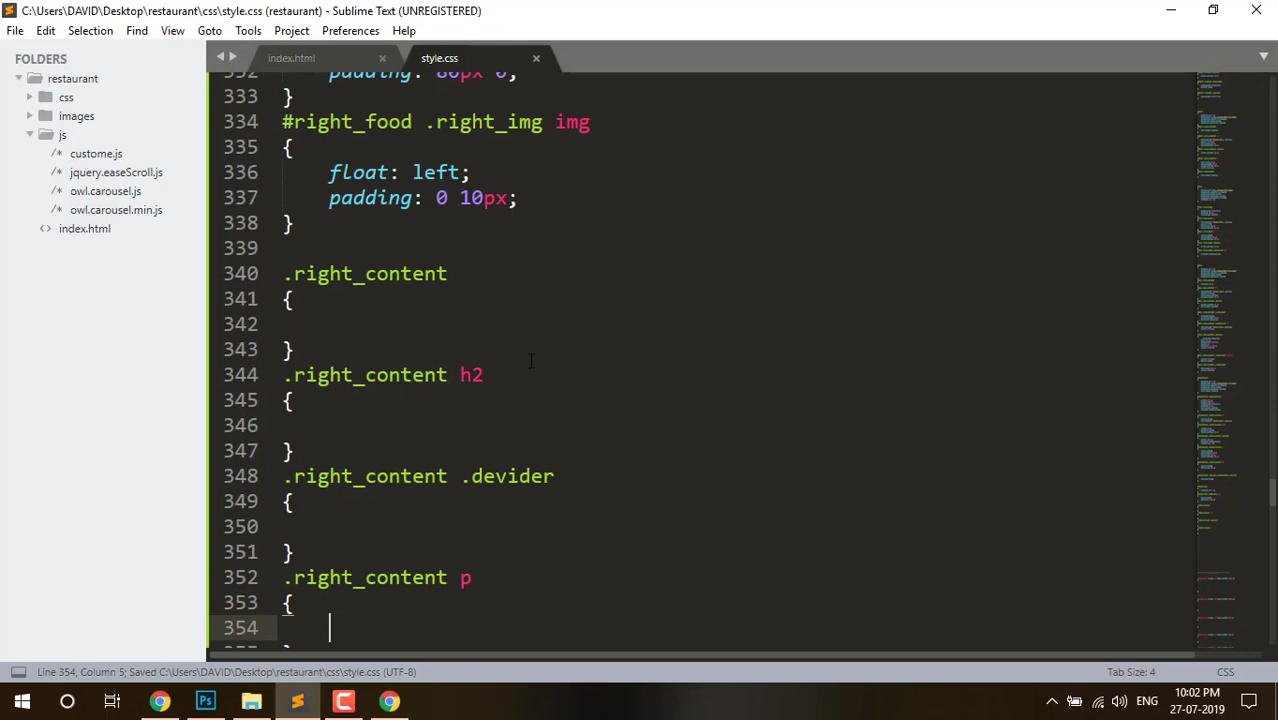 C:\Users\DAVID\Desktop\restaurant\css\style.css (restaurant) - Sublime Text (UNREGISTERED)
File Edit Selection Find View Goto Tools Project Preferences Help
FOLDERS
restaurant
css
images
js
/* custome.js
/* jquery.easeScroll.js
/* owl.carousel.js
/* owl.carousel.min.js
<> index.html
index.html × style.css ×
332 padding: 80px 0;
333 }
334 #right_food .right_img img
335 {
336 float: left;
337 padding: 0 10px;
338 }
339
340 .right_content
341 {
342
343 }
344 .right_content h2
345 {
346
347 }
348 .right_content .devider
349 {
350
351 }
352 .right_content p
353 {
354
Line 354, Column 5; Saved C:\Users\DAVID\Desktop\restaurant\css\style.css (UTF-8) Tab Size: 4 CSS
Ps
ENG
10:02 PM
27-07-2019